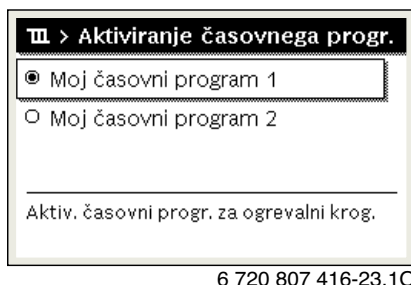 > Aktiviranje časovnega progr.
Moj časovni program 1
Moj časovni program 2
Aktiv. časovni progr. za ogrevalni krog.
6 720 807 416-23.1O